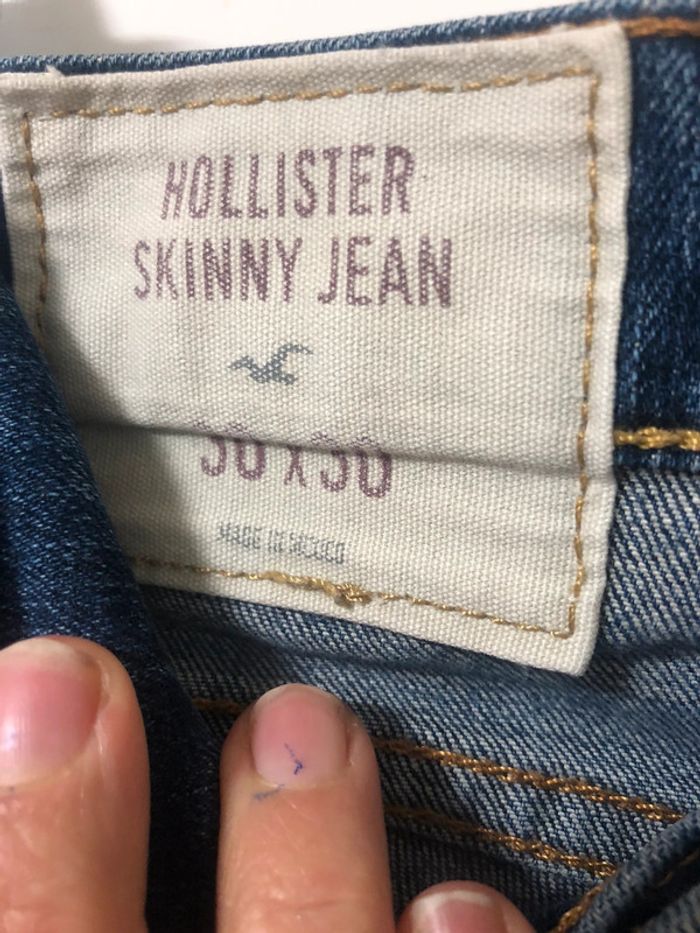 HOLLISTER
SKINNY JEAN
30 X 30
MADE IN MEXICO